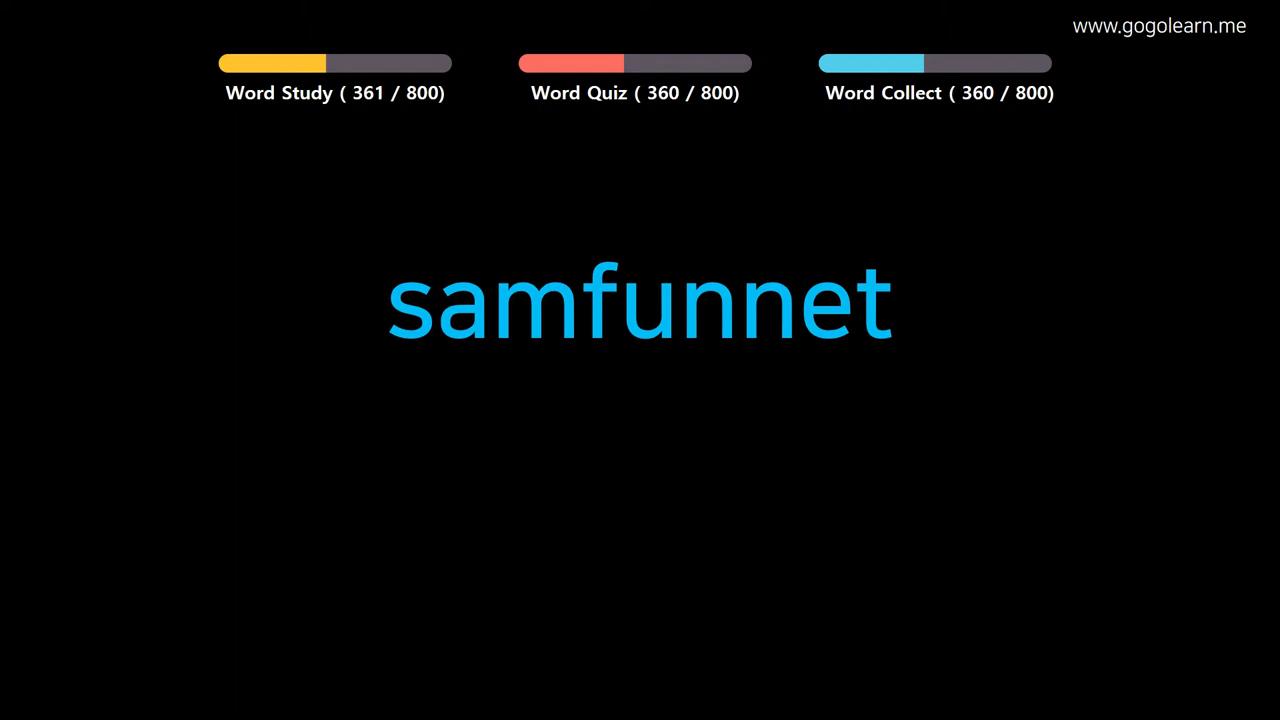 www.gogolearn.me
Word Study ( 361 / 800)
Word Quiz ( 360 / 800)
Word Collect ( 360 / 800)
samfunnet